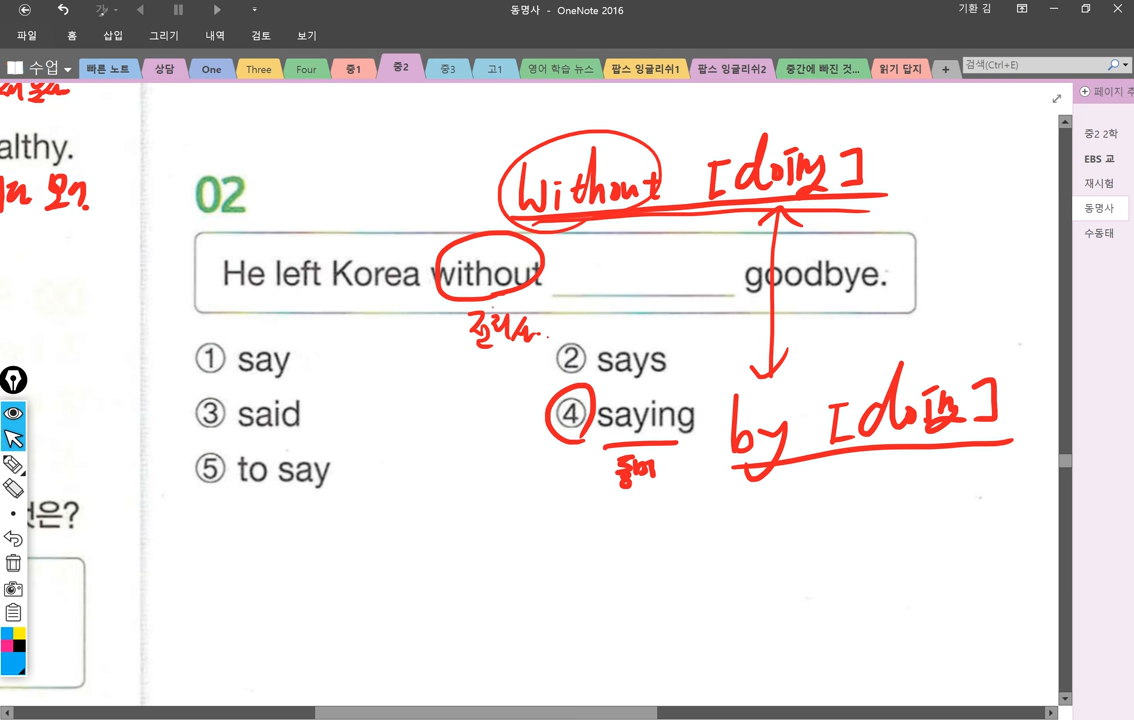 동명사 - OneNote 2016
기환 김
파일 홈 삽입 그리기 내역 검토 보기
수업 빠른 노트 상담 One Three Four 중1 중2 중3 고1 영어 학습 뉴스 팝스 잉글리쉬1 팝스 잉글리쉬2 중간에 빠진 것... 읽기 답지 + 검색(Ctrl+E)
페이지 추
중2 2학
EBS 교
재시험
동명사
수동태
althy.
without [doing]
02
He left Korea without ____ goodbye.
① say ② says
③ said ④ saying
by [doing]
⑤ to say
것은?